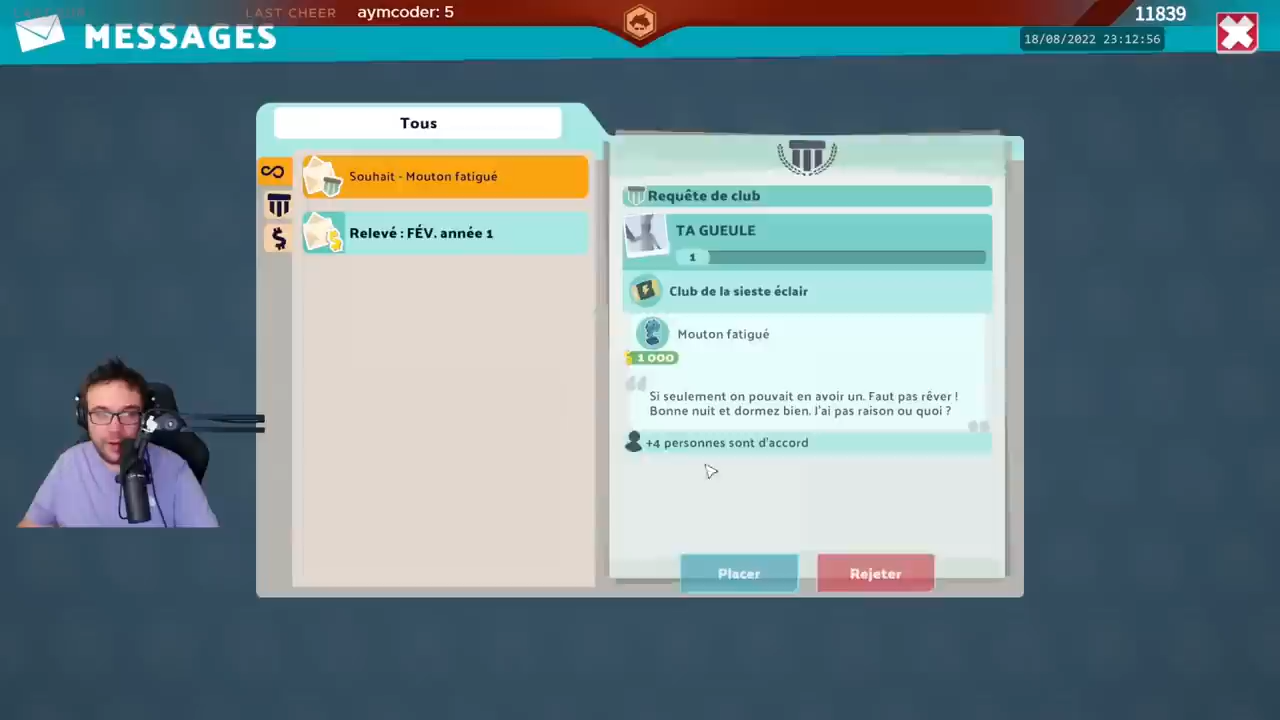 LAST CHEER aymcoder: 5
11839
MESSAGES
18/08/2022 23:12:56
Tous
Souhait - Mouton fatigué
Relevé : FÉV. année 1
Requête de club
TA GUEULE
1
Club de la sieste éclair
Mouton fatigué
1 000
Si seulement on pouvait en avoir un. Faut pas rêver !
Bonne nuit et dormez bien. J'ai pas raison ou quoi ?
+4 personnes sont d'accord
Placer
Rejeter